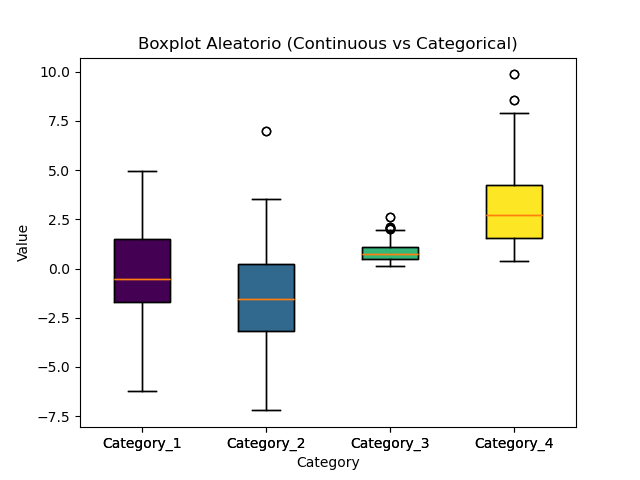 Boxplot Aleatorio (Continuous vs Categorical)
10.0
7.5
5.0
2.5
0.0
−2.5
−5.0
−7.5
Value
Category_1 Category_2 Category_3 Category_4
Category